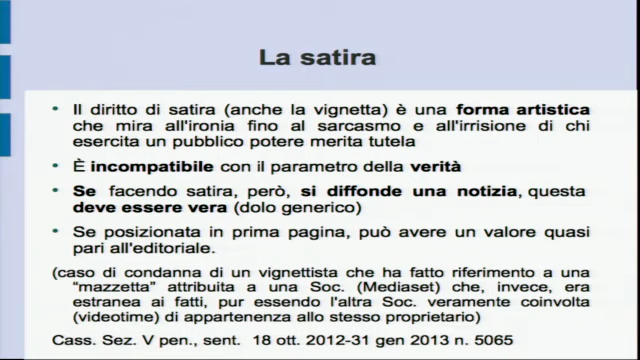 La satira
• Il diritto di satira (anche la vignetta) è una forma artistica
che mira all'ironia fino al sarcasmo e all'irrisione di chi
esercita un pubblico potere merita tutela
• È incompatibile con il parametro della verità
• Se facendo satira, però, si diffonde una notizia, questa
deve essere vera (dolo generico)
• Se posizionata in prima pagina, può avere un valore quasi
pari all'editoriale.
(caso di condanna di un vignettista che ha fatto riferimento a una
“mazzetta” attribuita a una Soc. (Mediaset) che, invece, era
estranea ai fatti, pur essendo l'altra Soc. veramente coinvolta
(videotime) di appartenenza allo stesso proprietario)
Cass. Sez. V pen., sent. 18 ott. 2012-31 gen 2013 n. 5065